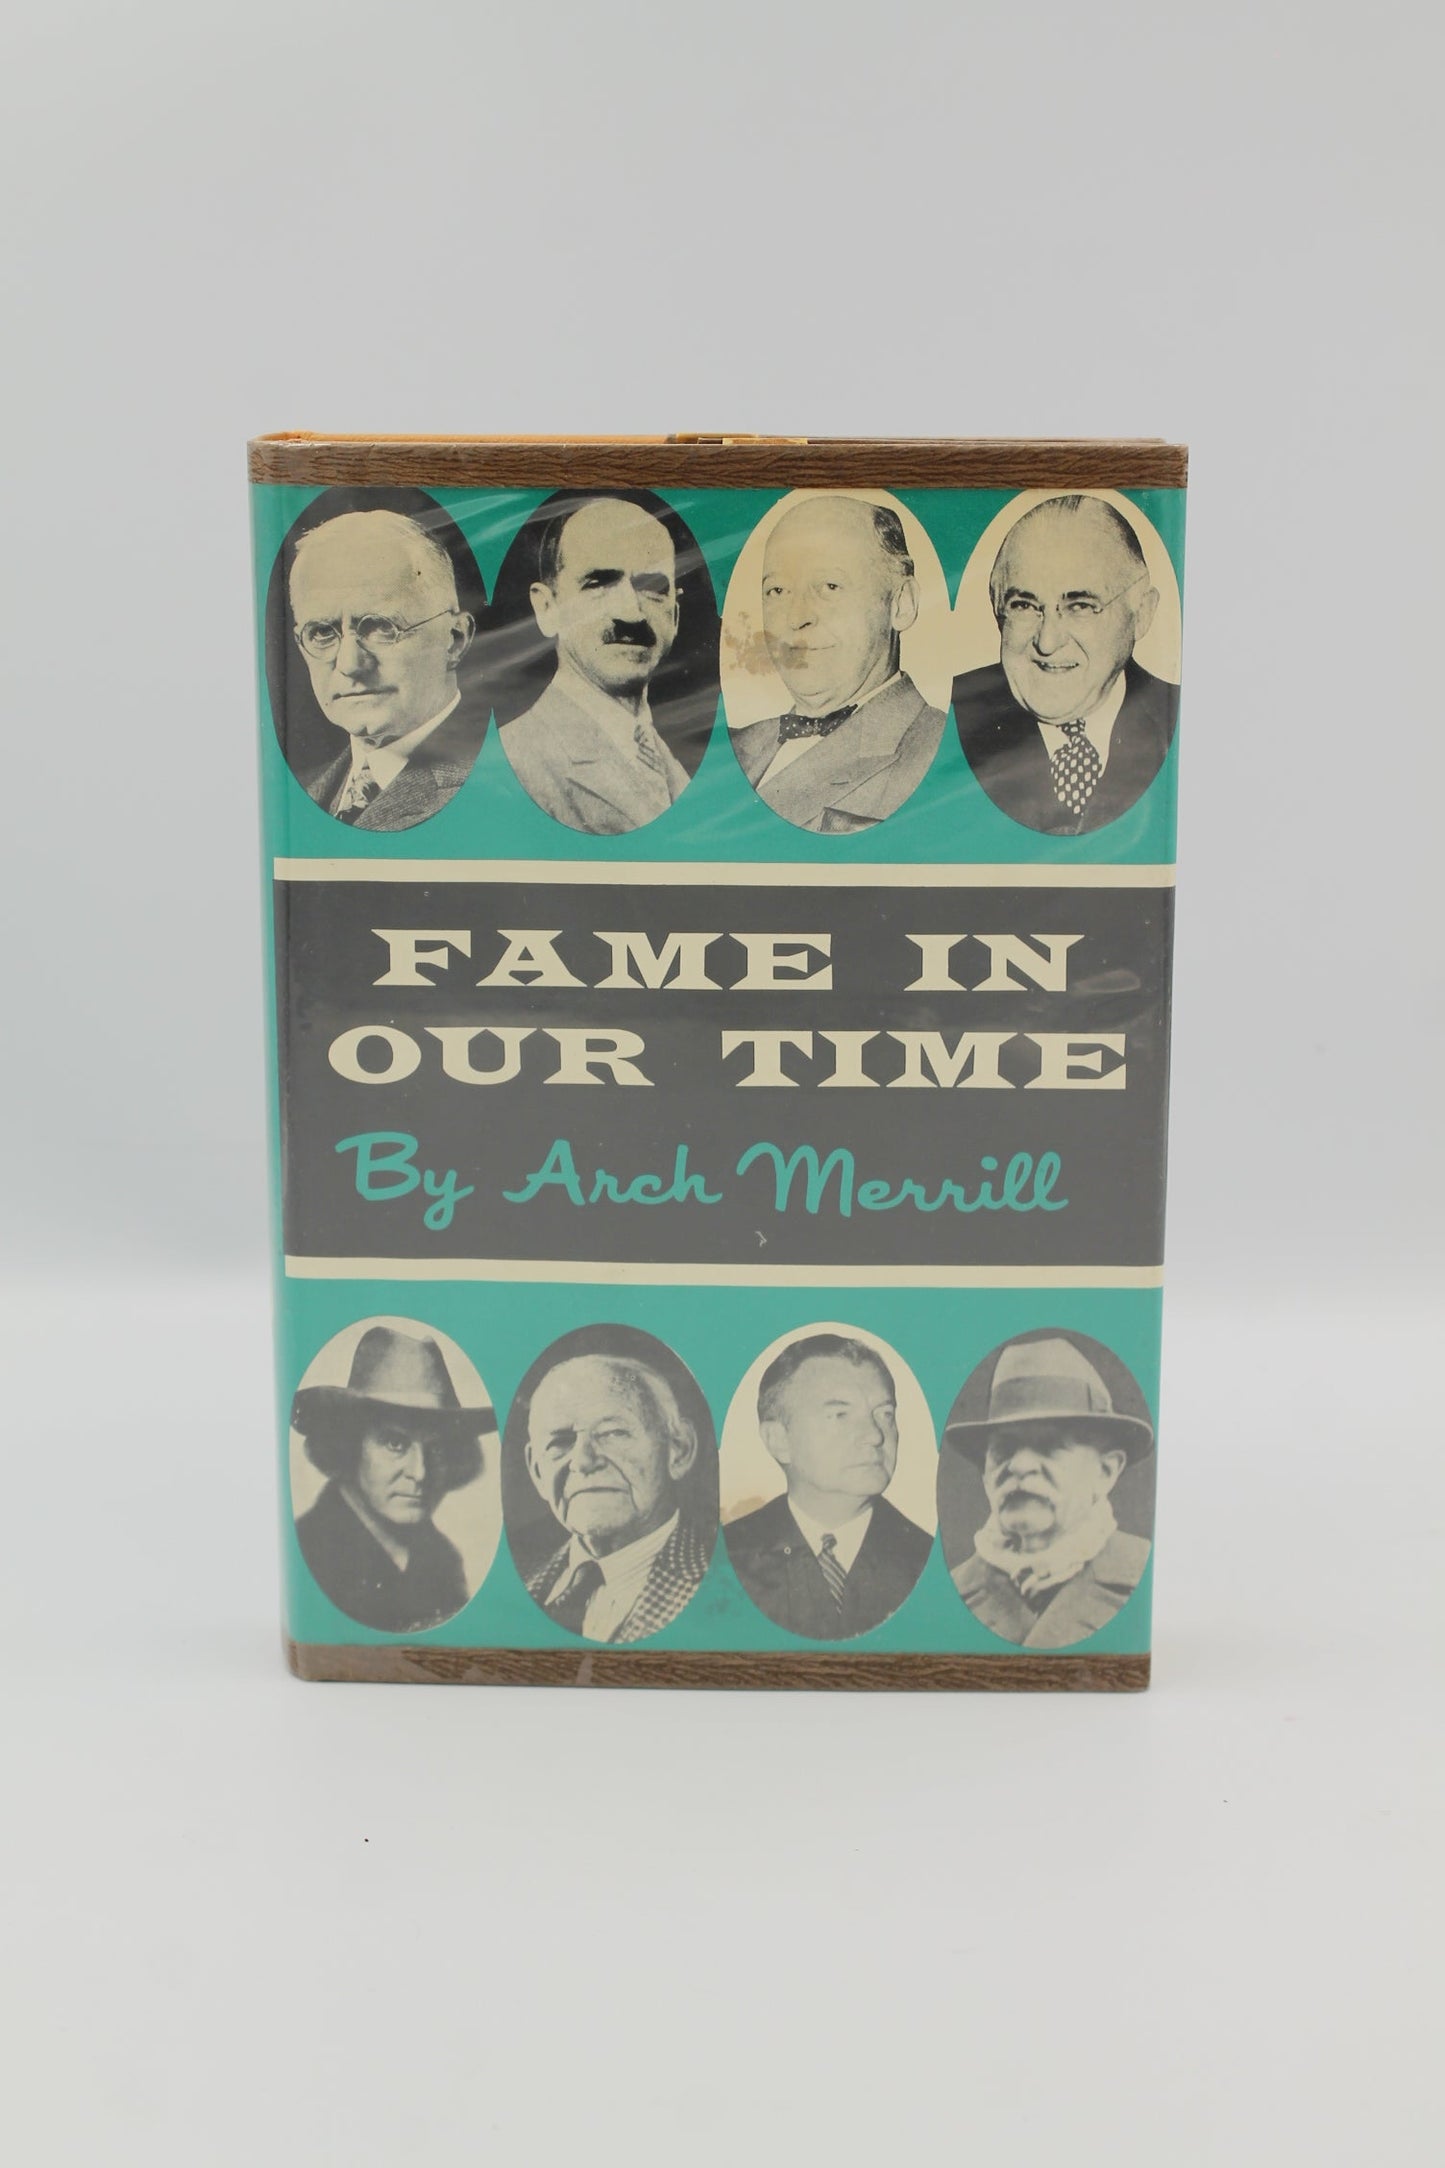 FAME IN
OUR TIME
By Arch Merrill